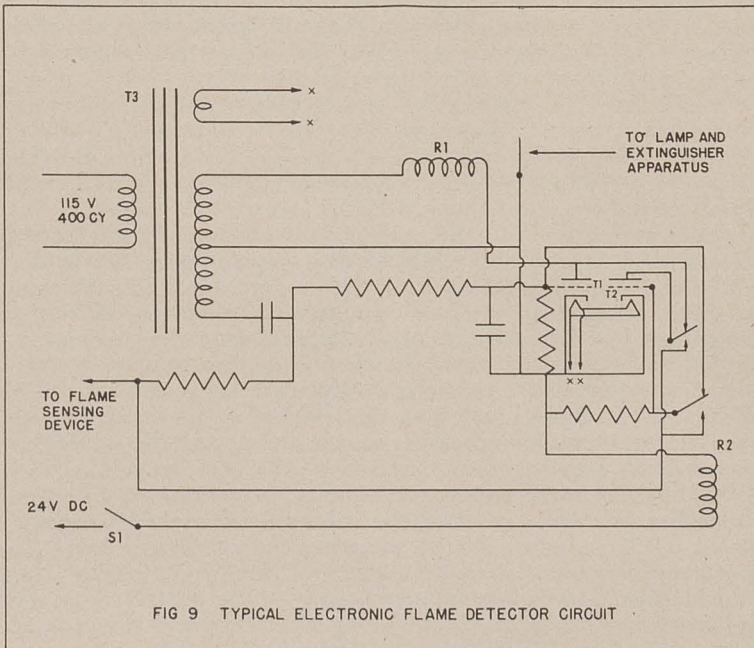 T3
x
x
R1
TO LAMP AND
EXTINGUISHER
APPARATUS
115 V
400 CY
T1
T2
x x
TO FLAME
SENSING
DEVICE
R2
24V DC
S1
FIG 9 TYPICAL ELECTRONIC FLAME DETECTOR CIRCUIT